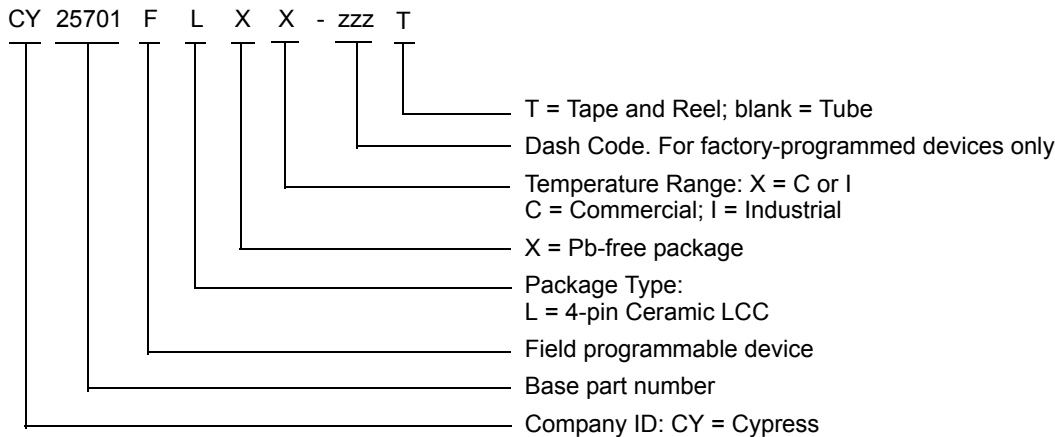 CY 25701 F L X X - zzz T
T = Tape and Reel; blank = Tube
Dash Code. For factory-programmed devices only
Temperature Range: X = C or I
C = Commercial; I = Industrial
X = Pb-free package
Package Type:
L = 4-pin Ceramic LCC
Field programmable device
Base part number
Company ID: CY = Cypress